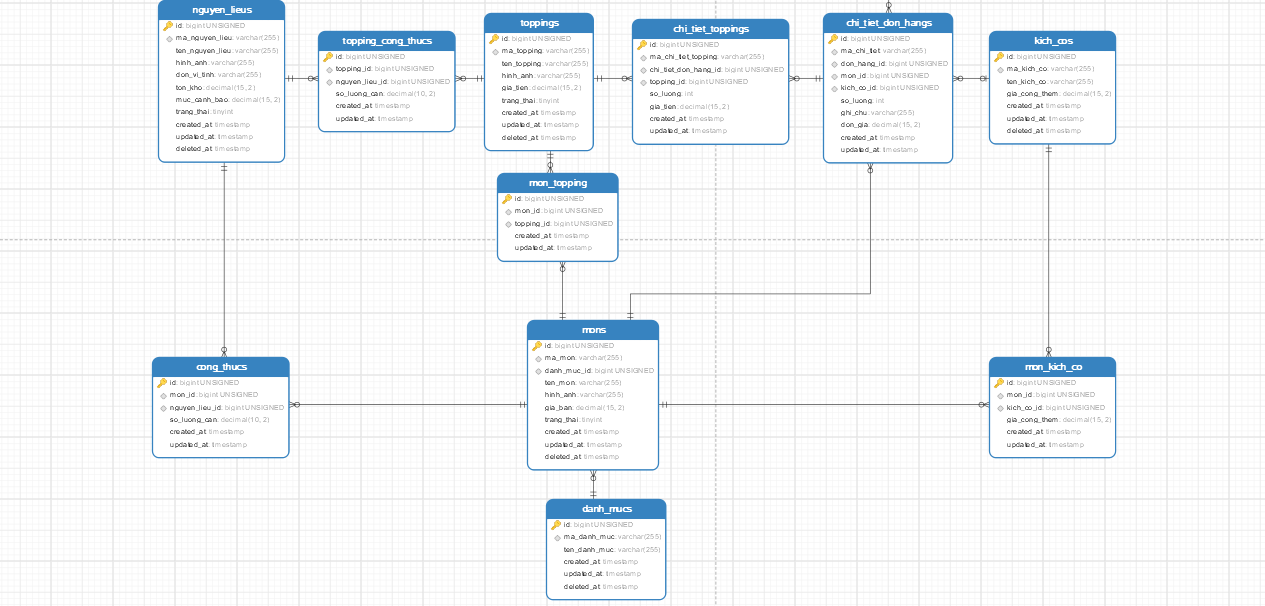 nguyen_lieus
id: bigint UNSIGNED
ma_nguyen_lieu: varchar(255)
ten_nguyen_lieu: varchar(255)
hinh_anh: varchar(255)
don_vi_tinh: varchar(255)
ton_kho: decimal(15, 2)
muc_canh_bao: decimal(15, 2)
trang_thai: tinyint
created_at: timestamp
updated_at: timestamp
deleted_at: timestamp
topping_cong_thucs
id: bigint UNSIGNED
topping_id: bigint UNSIGNED
nguyen_lieu_id: bigint UNSIGNED
so_luong_can: decimal(10, 2)
created_at: timestamp
updated_at: timestamp
toppings
id: bigint UNSIGNED
ma_topping: varchar(255)
ten_topping: varchar(255)
hinh_anh: varchar(255)
gia_tien: decimal(15, 2)
trang_thai: tinyint
created_at: timestamp
updated_at: timestamp
deleted_at: timestamp
chi_tiet_toppings
id: bigint UNSIGNED
ma_chi_tiet_topping: varchar(255)
chi_tiet_don_hang_id: bigint UNSIGNED
topping_id: bigint UNSIGNED
so_luong: int
gia_tien: decimal(15, 2)
created_at: timestamp
updated_at: timestamp
chi_tiet_don_hangs
id: bigint UNSIGNED
ma_chi_tiet: varchar(255)
don_hang_id: bigint UNSIGNED
mon_id: bigint UNSIGNED
kich_co_id: bigint UNSIGNED
so_luong: int
ghi_chu: varchar(255)
don_gia: decimal(15, 2)
created_at: timestamp
updated_at: timestamp
kich_cos
id: bigint UNSIGNED
ma_kich_co: varchar(255)
ten_kich_co: varchar(255)
gia_cong_them: decimal(15, 2)
created_at: timestamp
updated_at: timestamp
deleted_at: timestamp
mon_topping
id: bigint UNSIGNED
mon_id: bigint UNSIGNED
topping_id: bigint UNSIGNED
created_at: timestamp
updated_at: timestamp
cong_thucs
id: bigint UNSIGNED
mon_id: bigint UNSIGNED
nguyen_lieu_id: bigint UNSIGNED
so_luong_can: decimal(10, 2)
created_at: timestamp
updated_at: timestamp
mons
id: bigint UNSIGNED
ma_mon: varchar(255)
danh_muc_id: bigint UNSIGNED
ten_mon: varchar(255)
hinh_anh: varchar(255)
gia_ban: decimal(15, 2)
trang_thai: tinyint
created_at: timestamp
updated_at: timestamp
deleted_at: timestamp
mon_kich_co
id: bigint UNSIGNED
mon_id: bigint UNSIGNED
kich_co_id: bigint UNSIGNED
gia_cong_them: decimal(15, 2)
created_at: timestamp
updated_at: timestamp
danh_mucs
id: bigint UNSIGNED
ma_danh_muc: varchar(255)
ten_danh_muc: varchar(255)
created_at: timestamp
updated_at: timestamp
deleted_at: timestamp